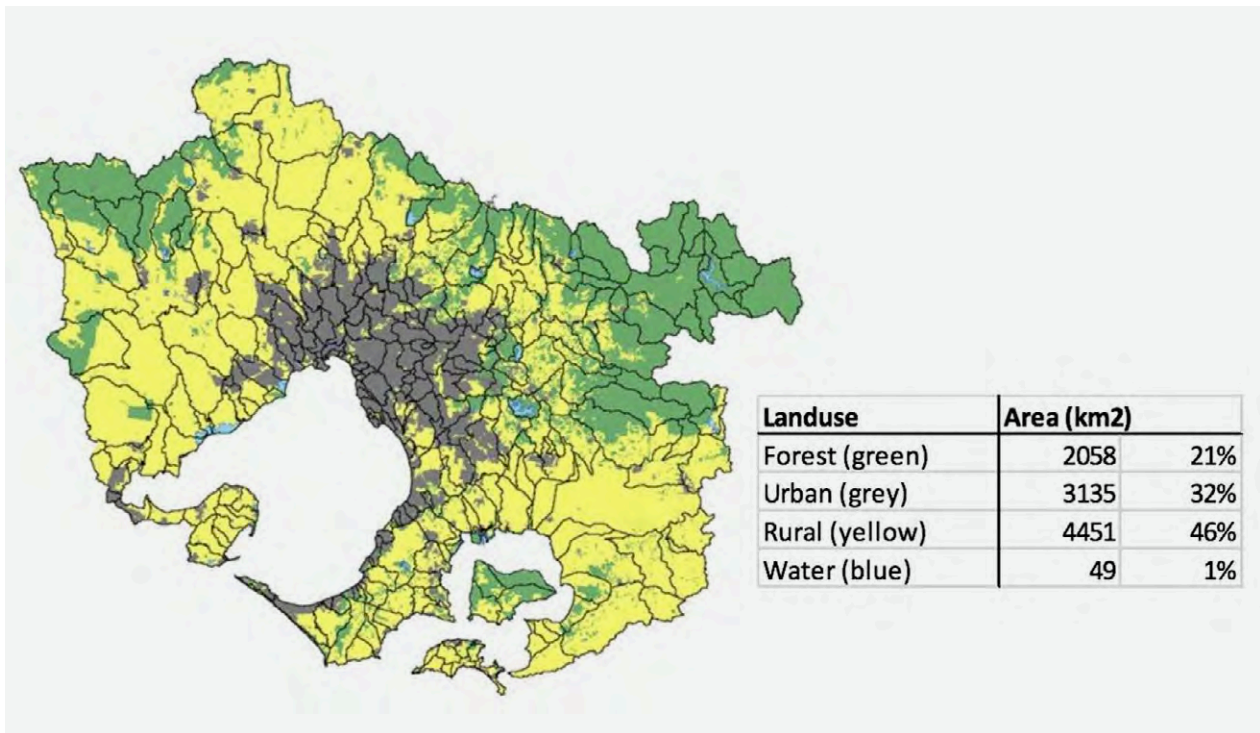 Landuse Area (km2)
Forest (green) 2058 21%
Urban (grey) 3135 32%
Rural (yellow) 4451 46%
Water (blue) 49 1%